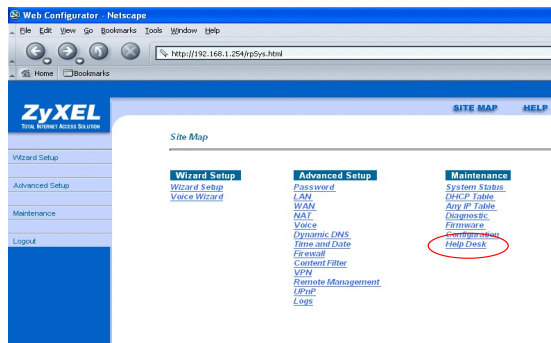 Web Configurator - Netscape
File Edit View Go Bookmarks Tools Window Help
http://192.168.1.254/rpSys.html
Home Bookmarks
ZyXEL
TOTAL INTERNET ACCESS SOLUTION
SITE MAP HELP
Site Map
Wizard Setup
Advanced Setup
Maintenance
Logout
Wizard Setup
Wizard Setup
Voice Wizard
Advanced Setup
Password
LAN
WAN
NAT
Voice
Dynamic DNS
Time and Date
Firewall
Content Filter
VPN
Remote Management
UPnP
Logs
Maintenance
System Status
DHCP Table
Any IP Table
Diagnostic
Firmware
Configuration
Help Desk